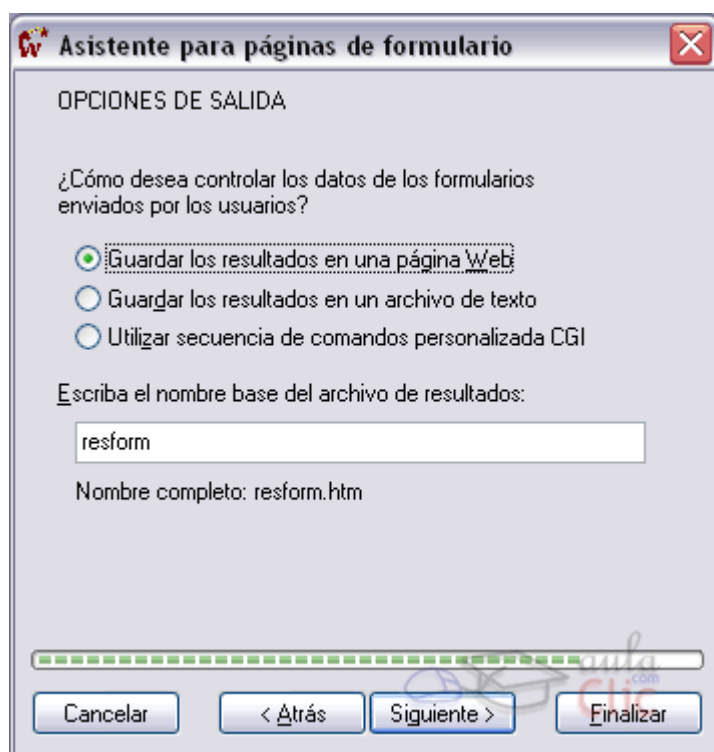 Asistente para páginas de formulario
OPCIONES DE SALIDA
¿Cómo desea controlar los datos de los formularios
enviados por los usuarios?
Guardar los resultados en una página Web
Guardar los resultados en un archivo de texto
Utilizar secuencia de comandos personalizada CGI
Escriba el nombre base del archivo de resultados:
resform
Nombre completo: resform.htm
aula
.com
Clic
Cancelar
< Atrás
Siguiente >
Finalizar